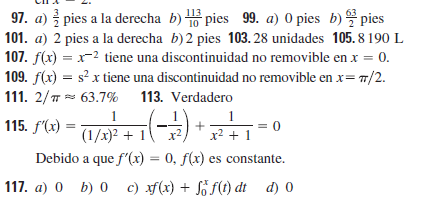 97. a) 3/2 pies a la derecha b) 113/10 pies 99. a) 0 pies b) 63/2 pies
101. a) 2 pies a la derecha b) 2 pies 103. 28 unidades 105. 8 190 L
107. f(x) = x⁻² tiene una discontinuidad no removible en x = 0.
109. f(x) = s² x tiene una discontinuidad no removible en x = π/2.
111. 2/π ≈ 63.7% 113. Verdadero
115. f'(x) = 1/((1/x)² + 1) (−1/x²) + 1/(x² + 1) = 0
Debido a que f'(x) = 0, f(x) es constante.
117. a) 0 b) 0 c) xf(x) + ∫₀ˣ f(t) dt d) 0